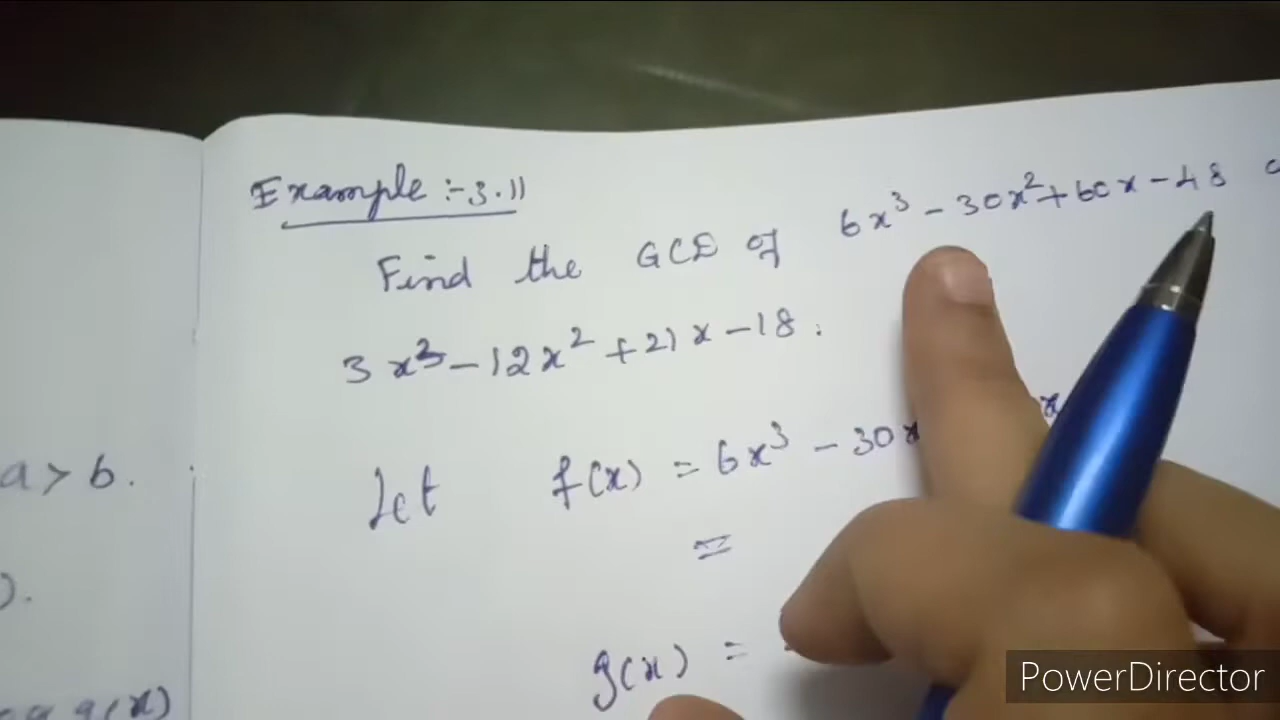 Example :- 3.11
Find the GCD of 6x³ - 30x² + 60x - 48
3x³ - 12x² + 21x - 18.
Let f(x) = 6x³ - 30x
=
g(x) =
a > b.
).
g(x)
PowerDirector